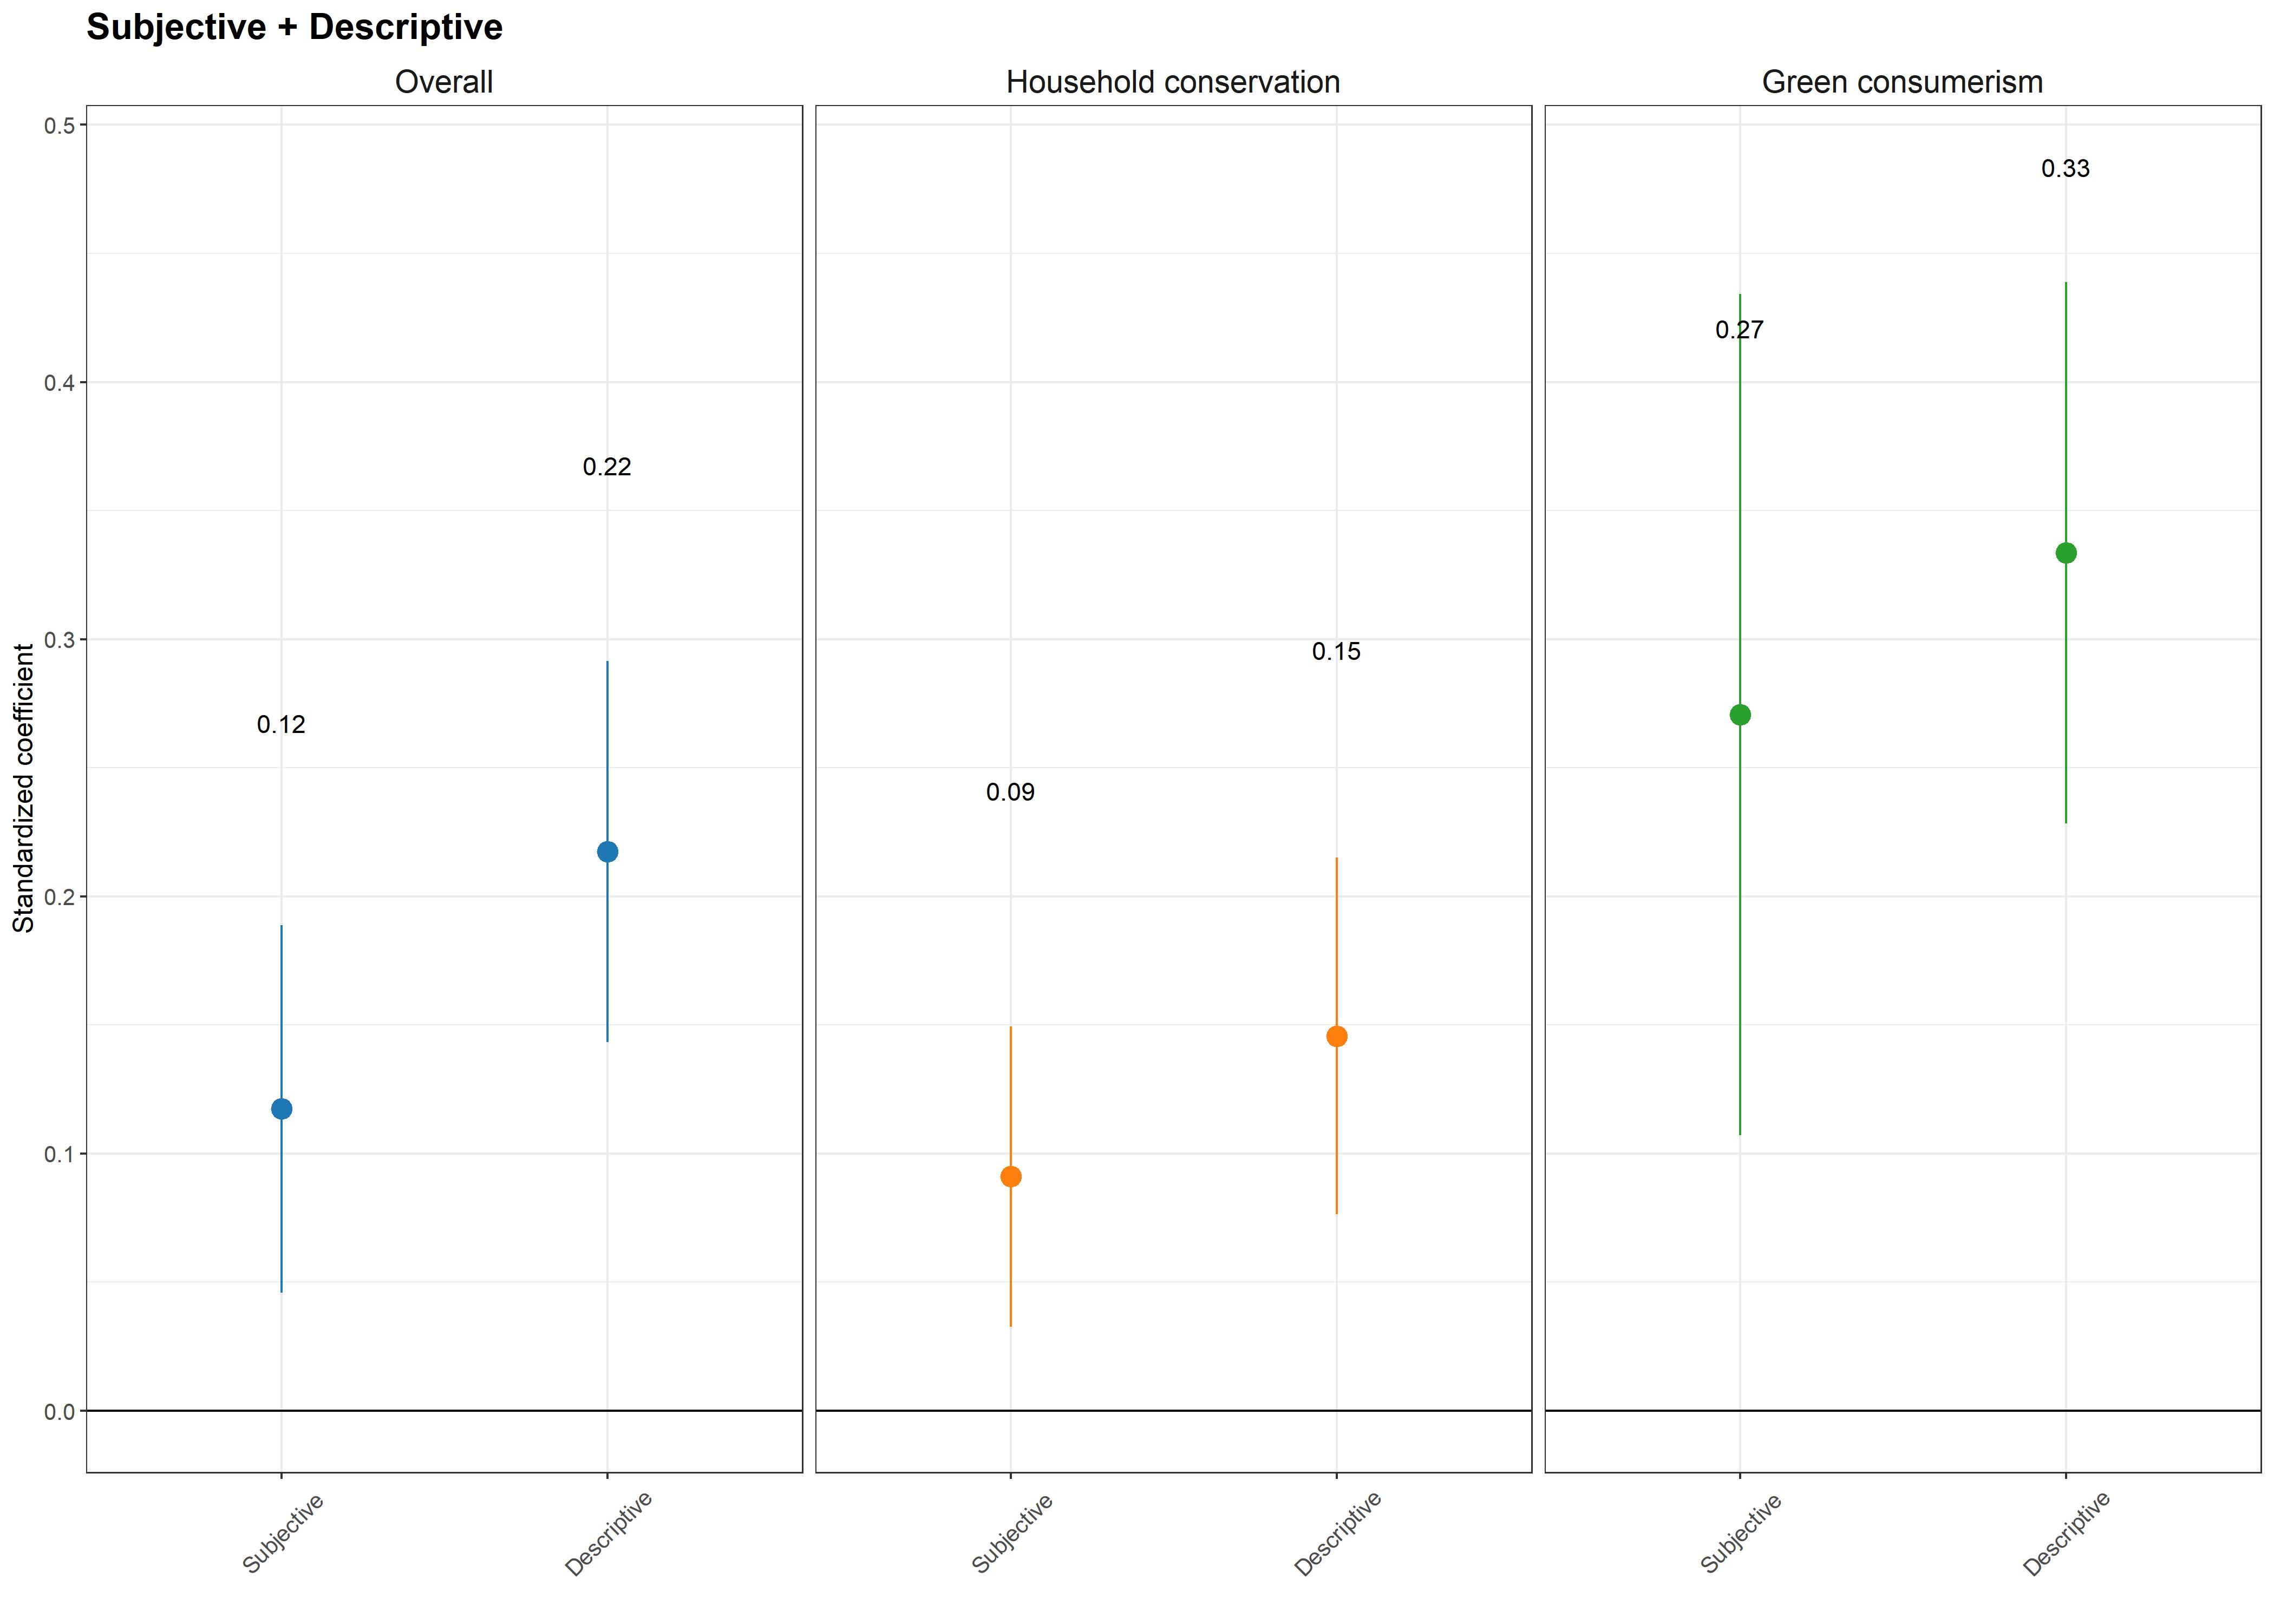 Subjective + Descriptive
Overall
Household conservation
Green consumerism
Standardized coefficient
0.5
0.4
0.3
0.2
0.1
0.0
0.12
0.22
0.09
0.15
0.27
0.33
Subjective
Descriptive
Subjective
Descriptive
Subjective
Descriptive